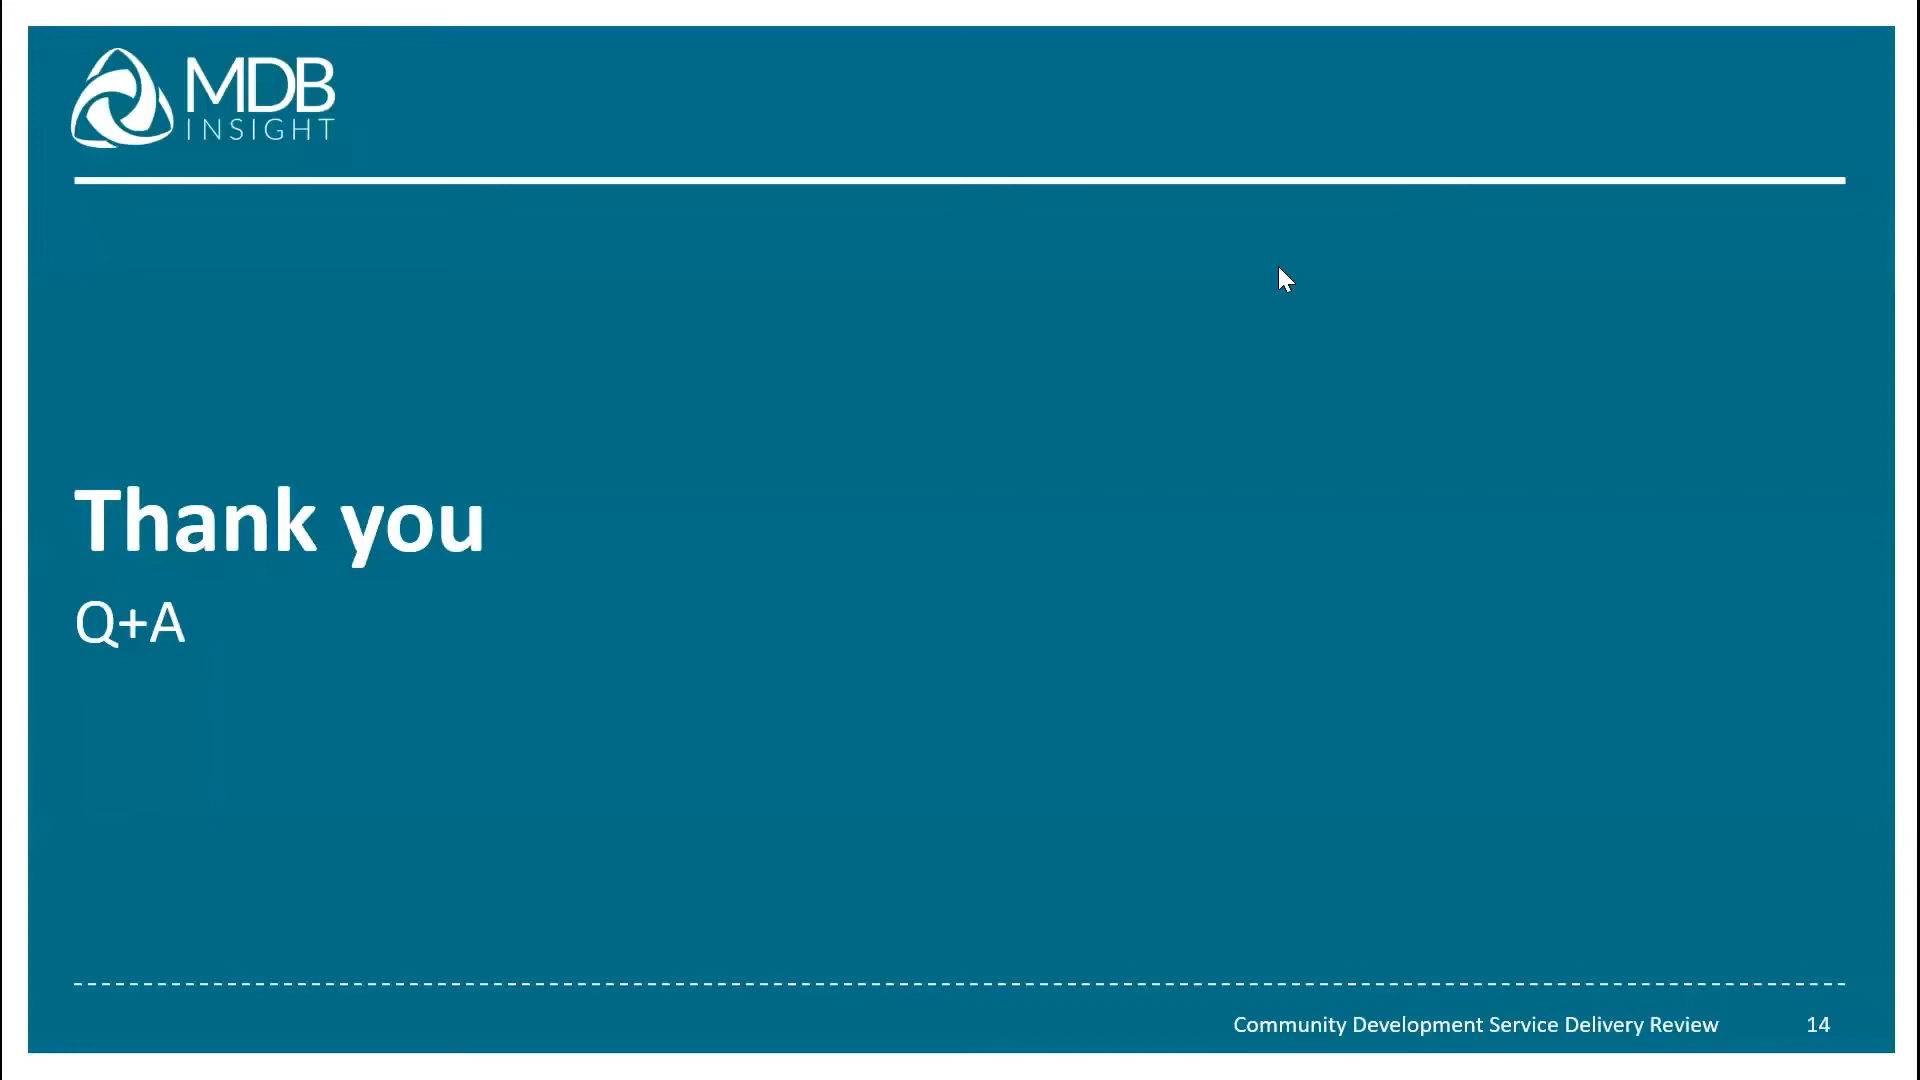 MDB
INSIGHT
Thank you
Q+A
Community Development Service Delivery Review 14